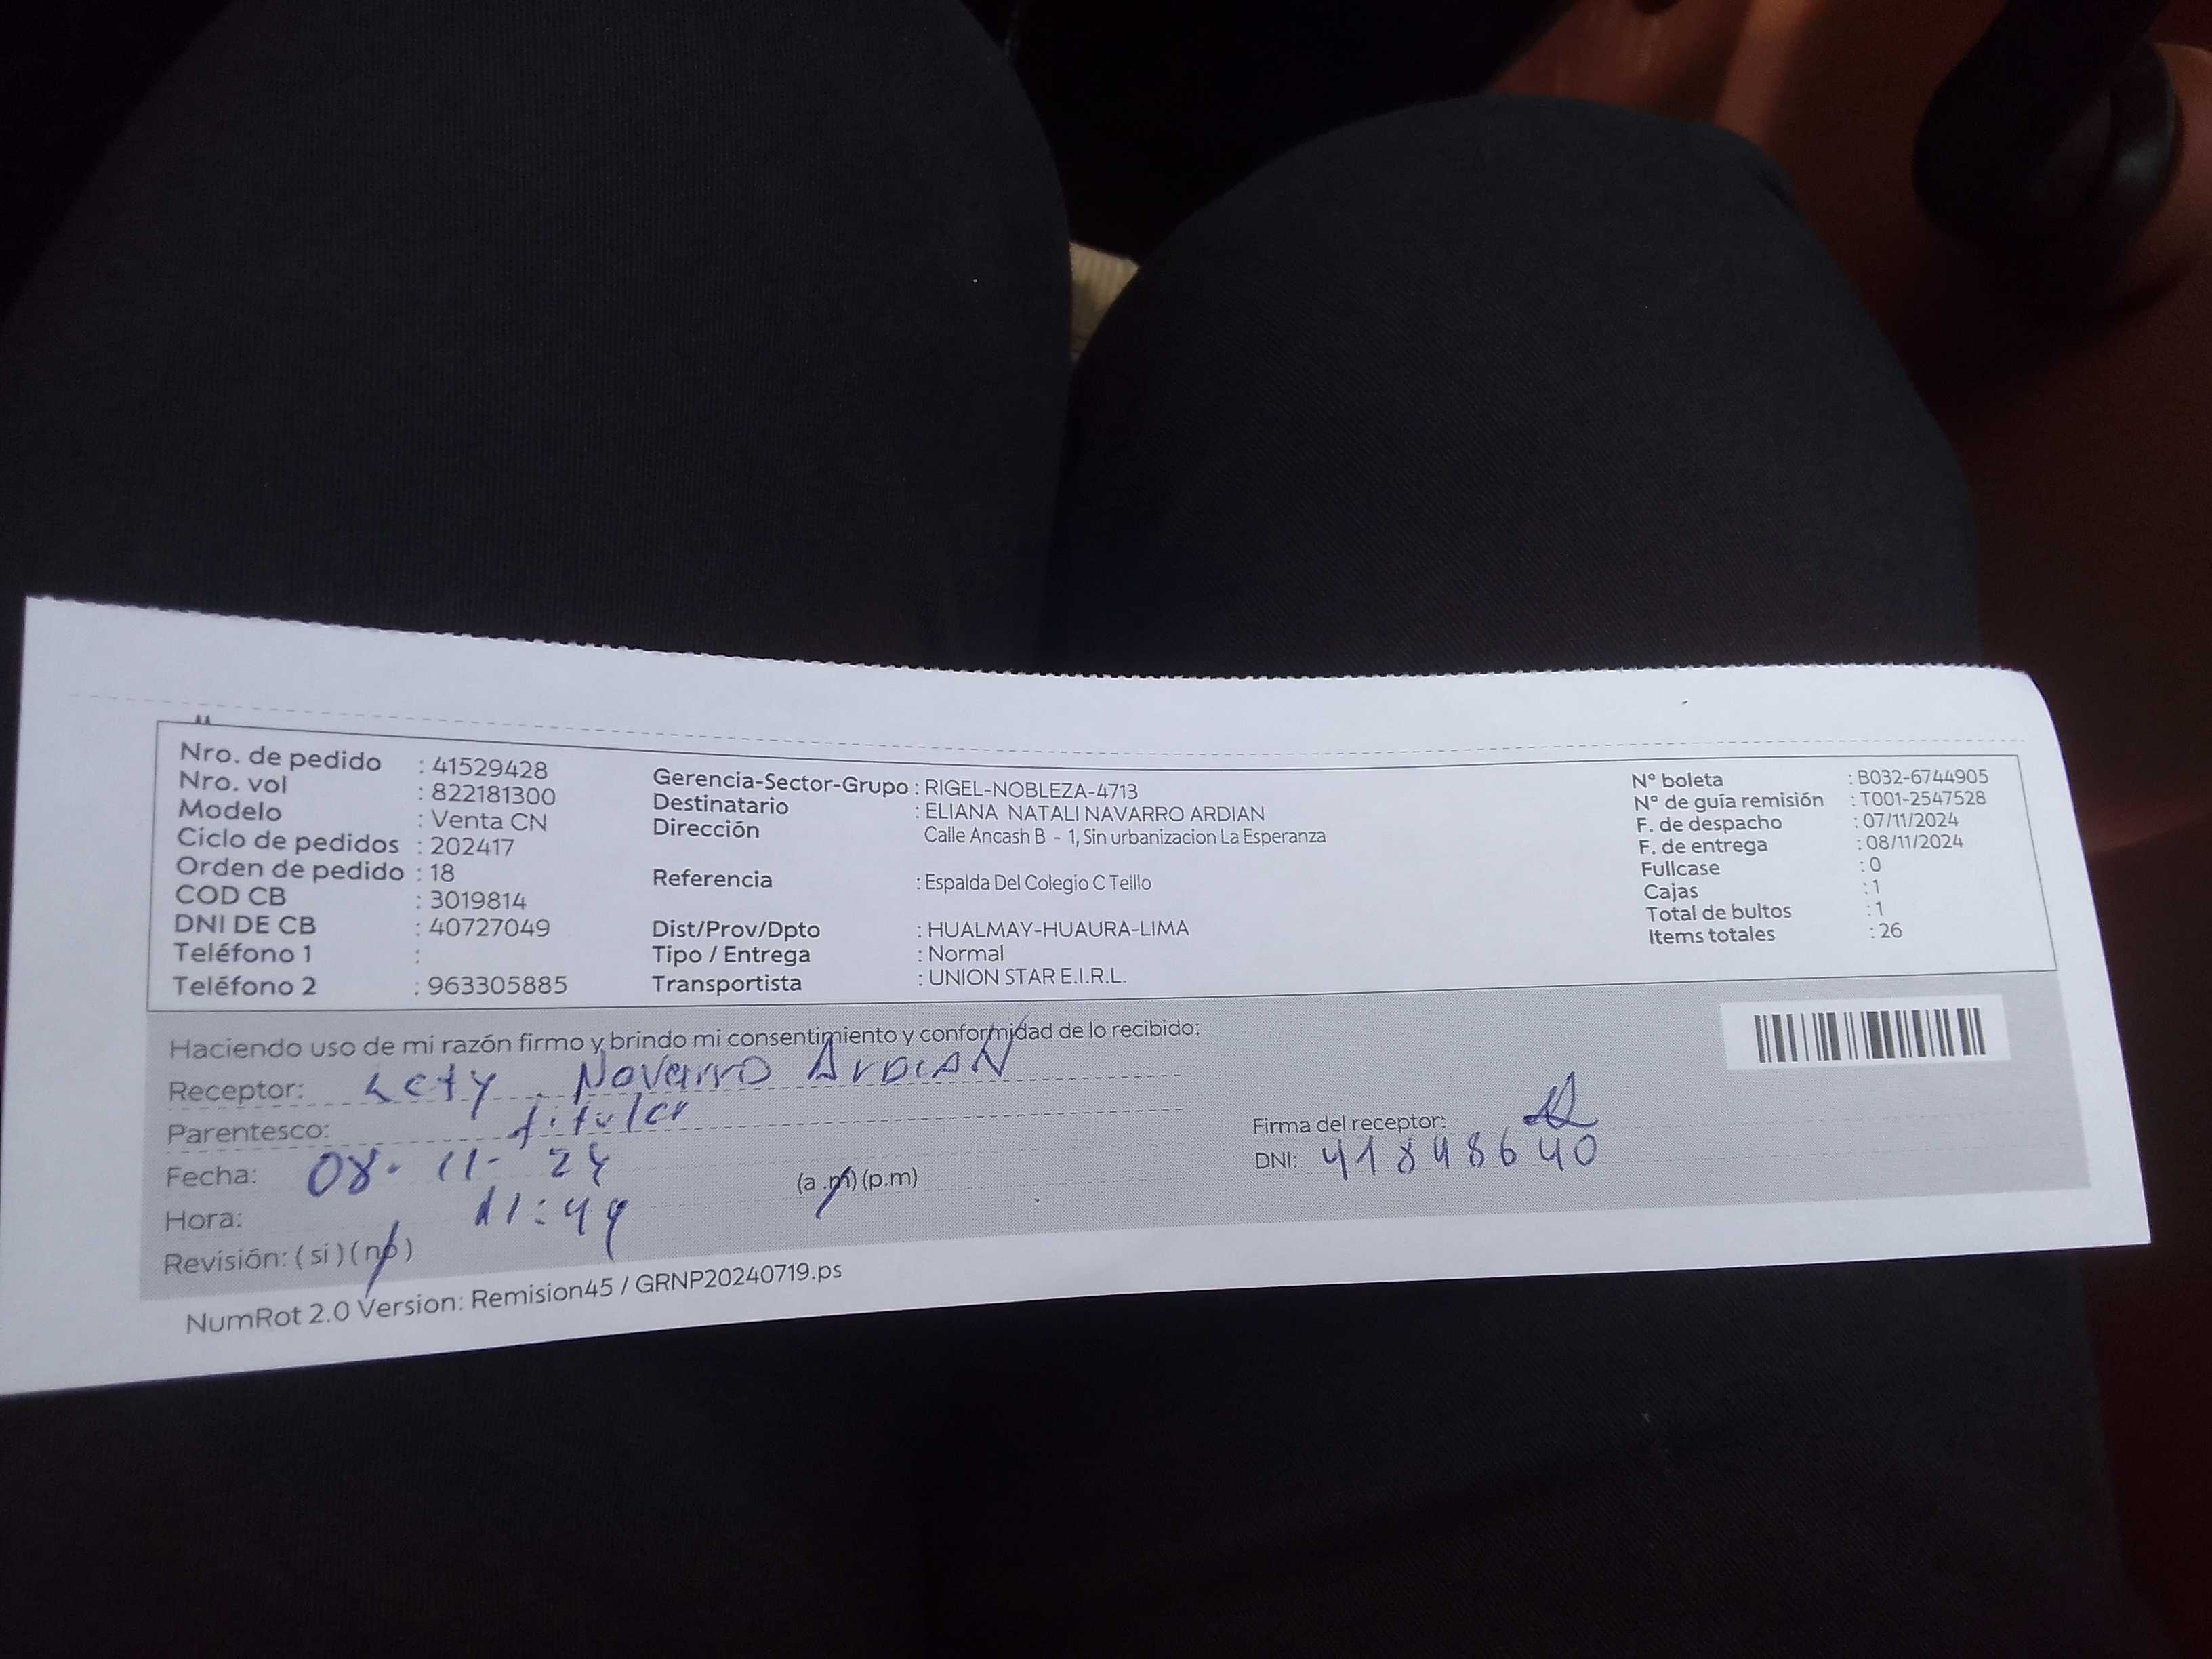 Nro. de pedido : 41529428
Nro. vol : 822181300
Modelo : Venta CN
Ciclo de pedidos : 202417
Orden de pedido : 18
COD CB : 3019814
DNI DE CB : 40727049
Teléfono 1 :
Teléfono 2 : 963305885
Gerencia-Sector-Grupo : RIGEL-NOBLEZA-4713
Destinatario : ELIANA NATALI NAVARRO ARDIAN
Dirección Calle Ancash B - 1, Sin urbanizacion La Esperanza
Referencia : Espalda Del Colegio C Teillo
Dist/Prov/Dpto : HUALMAY-HUAURA-LIMA
Tipo / Entrega : Normal
Transportista : UNION STAR E.I.R.L.
Nº boleta : B032-6744905
Nº de guía remisión : T001-2547528
F. de despacho : 07/11/2024
F. de entrega : 08/11/2024
Fullcase : 0
Cajas : 1
Total de bultos : 1
Items totales : 26
Haciendo uso de mi razón firmo y brindo mi consentimiento y conformidad de lo recibido:
Receptor: Lety Navarro Ardian
Parentesco: titular
Fecha: 08-11-24
Hora: 11:49 (a.m) (p.m)
Revisión: (si) (no)
Firma del receptor:
DNI: 41848640
NumRot 2.0 Version: Remision45 / GRNP20240719.ps